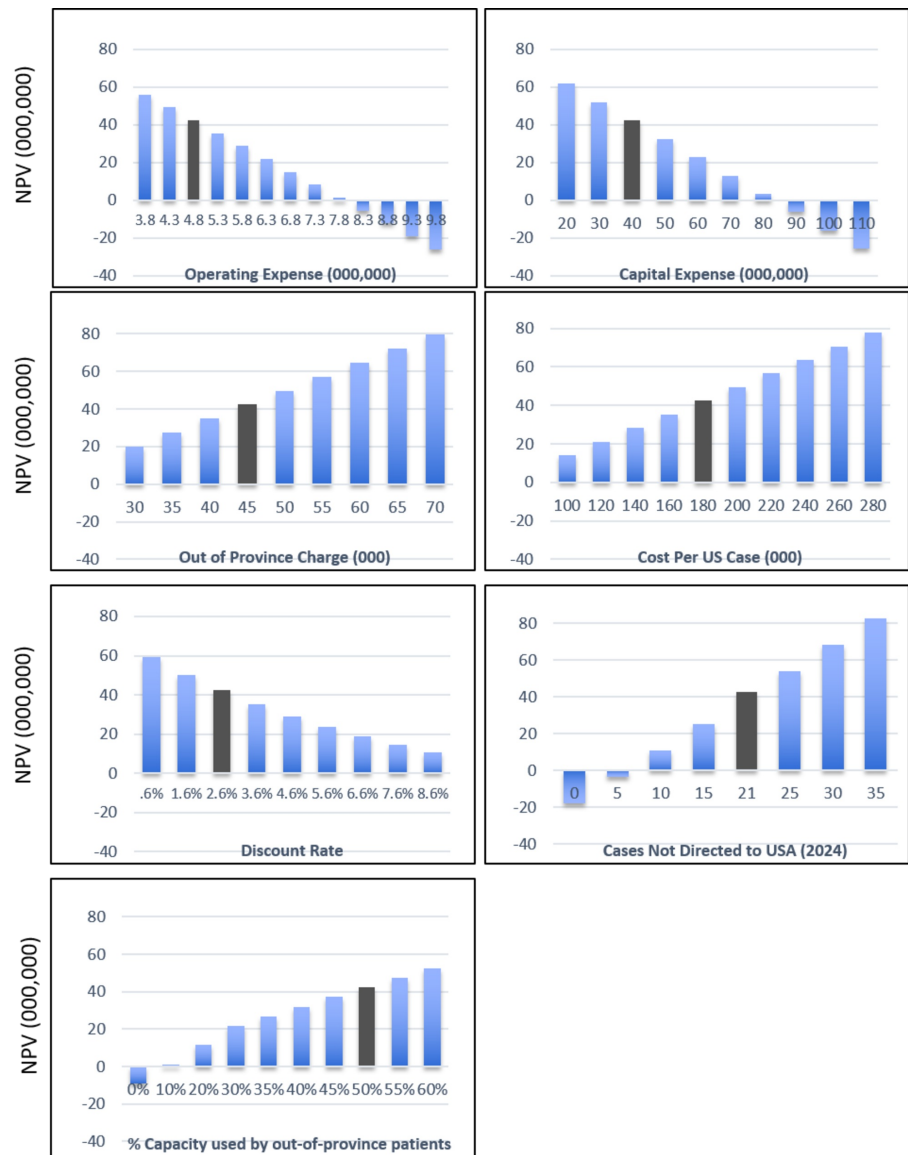 NPV (000,000)
80
60
40
20
0
-20
-40
3.8 4.3 4.8 5.3 5.8 6.3 6.8 7.3 7.8 8.3 8.8 9.3 9.8
Operating Expense (000,000)
80
60
40
20
0
-20
-40
20 30 40 50 60 70 80 90 100 110
Capital Expense (000,000)
NPV (000,000)
80
60
40
20
0
-20
-40
30 35 40 45 50 55 60 65 70
Out of Province Charge (000)
80
60
40
20
0
-20
-40
100 120 140 160 180 200 220 240 260 280
Cost Per US Case (000)
NPV (000,000)
80
60
40
20
0
-20
-40
.6% 1.6% 2.6% 3.6% 4.6% 5.6% 6.6% 7.6% 8.6%
Discount Rate
80
60
40
20
0
-20
-40
0 5 10 15 21 25 30 35
Cases Not Directed to USA (2024)
NPV (000,000)
80
60
40
20
0
-20
-40
0% 10% 20% 30% 35% 40% 45% 50% 55% 60%
% Capacity used by out-of-province patients